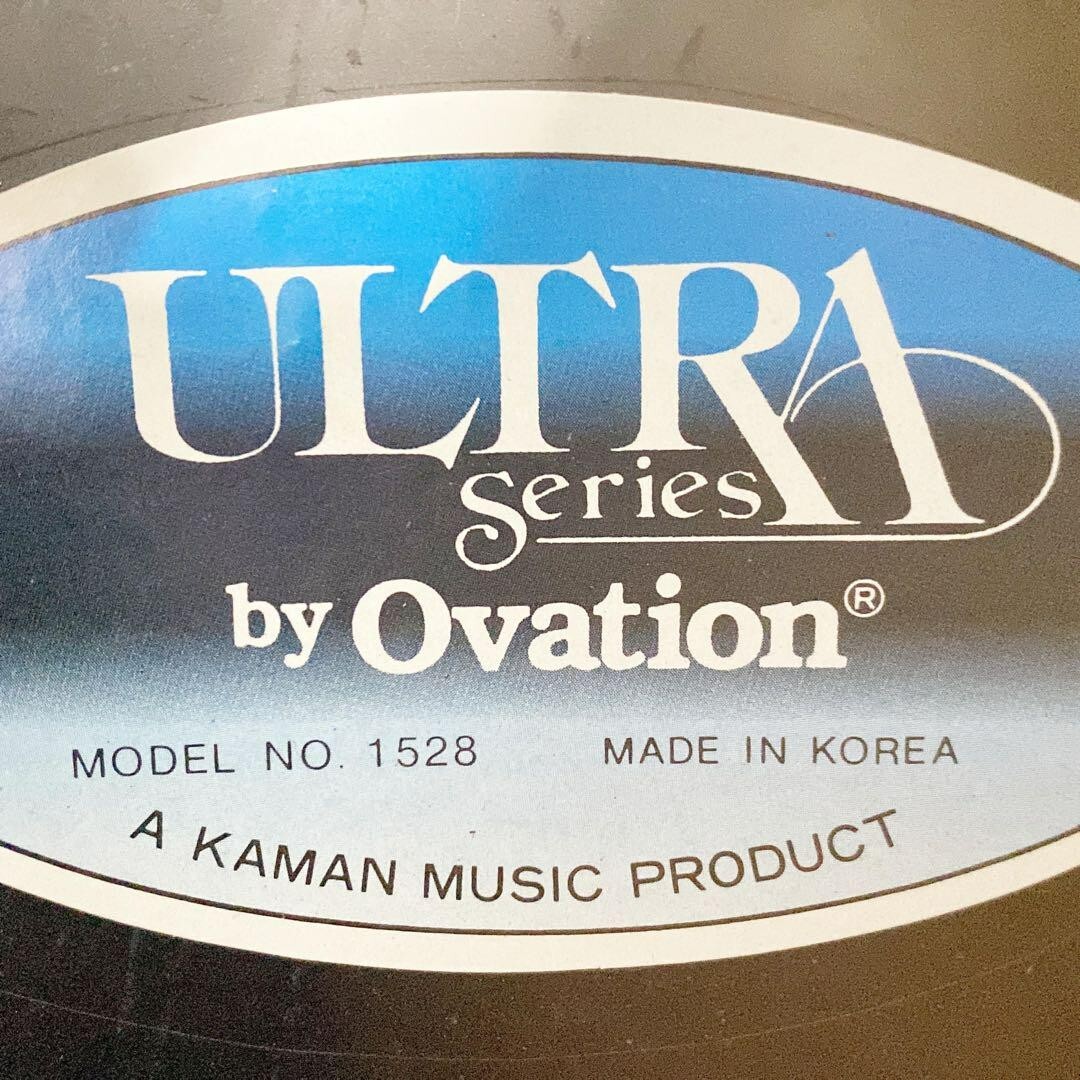 ULTRA
Series
by Ovation®
MODEL NO. 1528 MADE IN KOREA
A KAMAN MUSIC PRODUCT